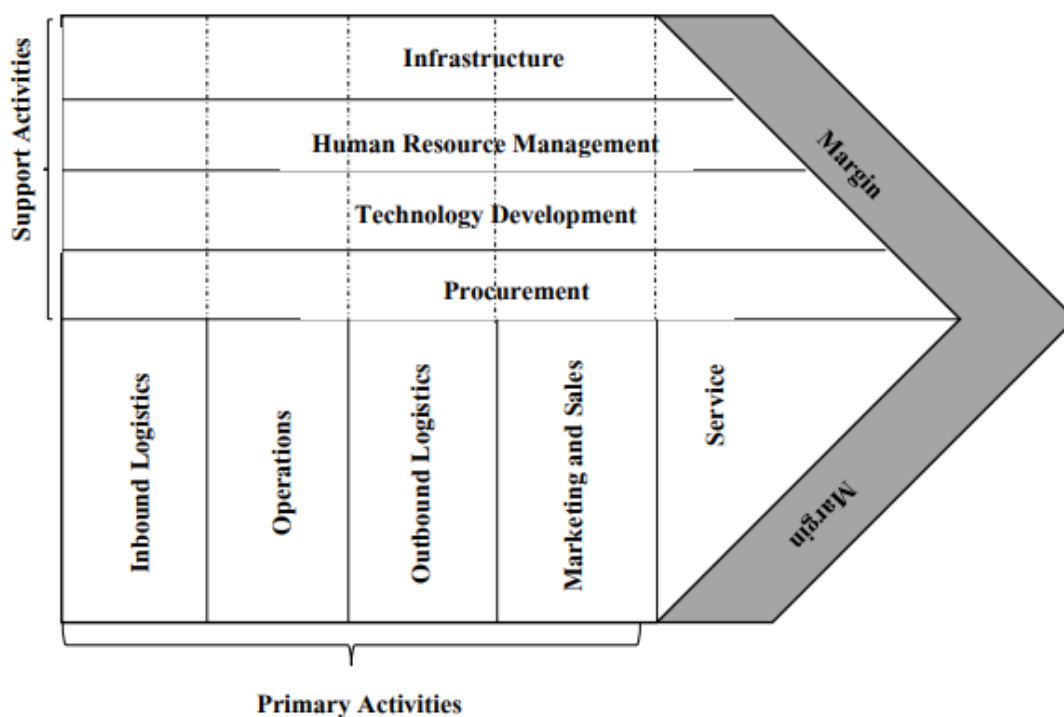 Support Activities
Infrastructure
Human Resource Management
Technology Development
Procurement
Margin
Inbound Logistics
Operations
Outbound Logistics
Marketing and Sales
Service
Margin
Primary Activities